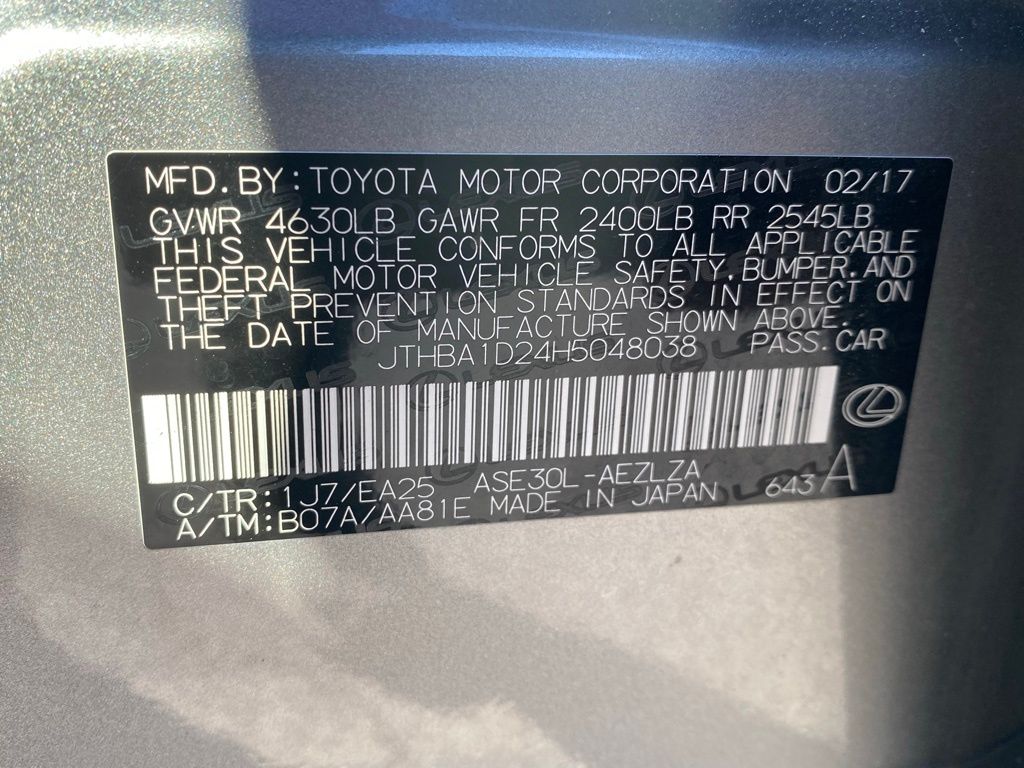 MFD.BY:TOYOTA MOTOR CORPORATION 02/17
GVWR 4630LB GAWR FR 2400LB RR 2545LB
THIS VEHICLE CONFORMS TO ALL APPLICABLE
FEDERAL MOTOR VEHICLE SAFETY,BUMPER,AND
THEFT PREVENTION STANDARDS IN EFFECT ON
THE DATE OF MANUFACTURE SHOWN ABOVE.
JTHBA1D24H5048038 PASS.CAR
C/TR:1J7/EA25 ASE30L-AEZLZA 643 A
A/TM:B07A/AA81E MADE IN JAPAN